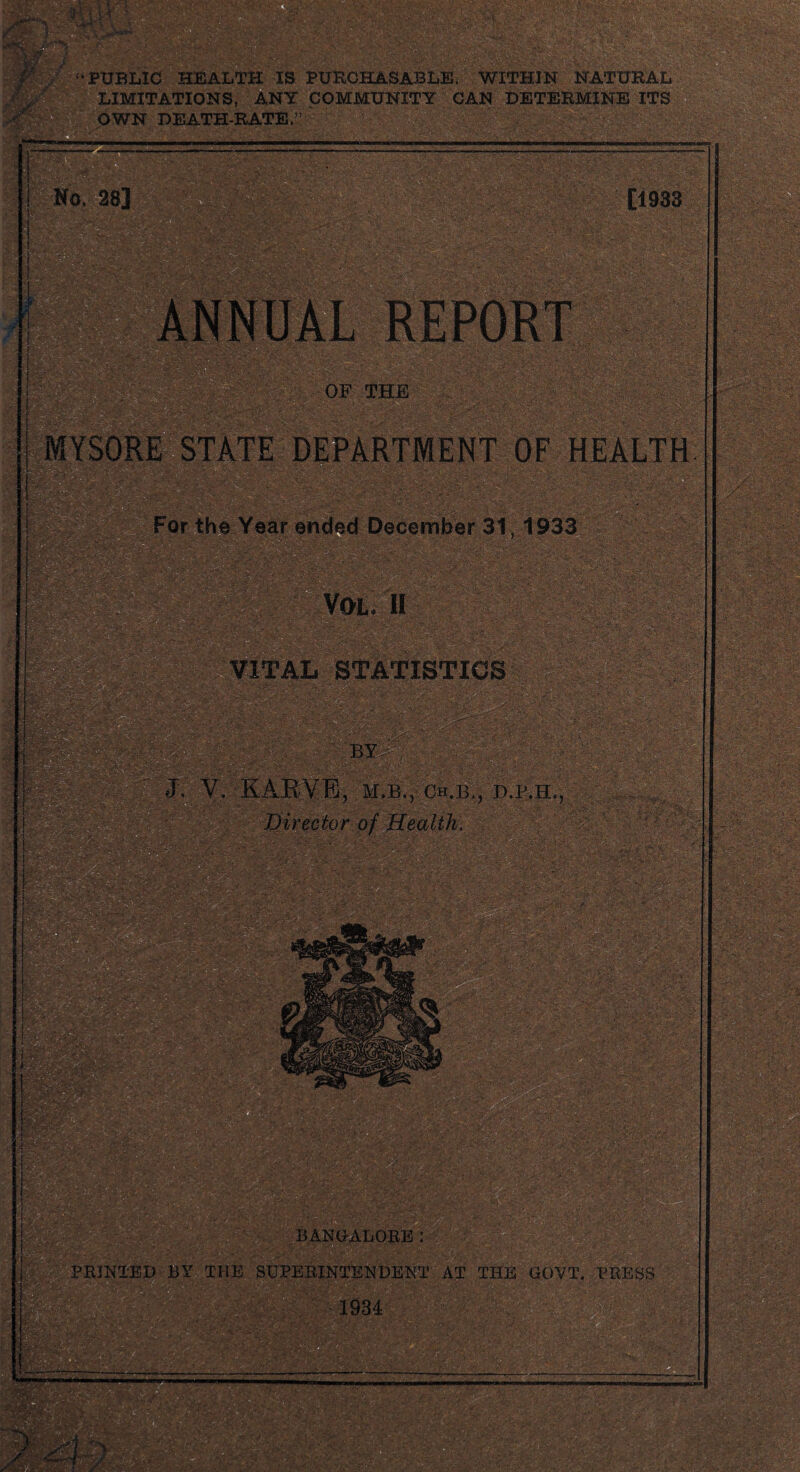 “PUBLIC HEALTH IS PURCHASABLE. WITHIN NATURAL
LIMITATIONS, ANY COMMUNITY CAN DETERMINE ITS
OWN DEATH-RATE.”
No. 28] [1933
ANNUAL REPORT
OF THE
MYSORE STATE DEPARTMENT OF HEALTH
For the Year ended December 31, 1933
VOL. II
VITAL STATISTICS
BY
J. V. KARVE, M.B., CH.B., D.P.H.,
Director of Health.
BANGALORE :
PRINTED BY THE SUPERINTENDENT AT THE GOVT. PRESS
1934